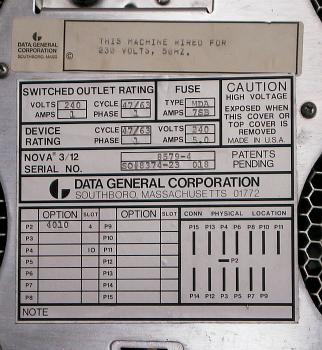 DATA GENERAL
CORPORATION
SOUTHBORO, MASS
THIS MACHINE WIRED FOR
230 VOLTS, 50HZ.
©
SWITCHED OUTLET RATING
VOLTS 240 CYCLE 47/63
AMPS 1 PHASE 1
FUSE
TYPE MDA
AMPS
CAUTION
HIGH VOLTAGE
EXPOSED WHEN
THIS COVER OR
TOP COVER IS
REMOVED
MADE IN U.S.A.
DEVICE
RATING
CYCLE 47/63 VOLTS 240
PHASE 1 AMPS 5.0
NOVA® 3/12 8579-4
SERIAL NO.
PATENTS
PENDING
DATA GENERAL CORPORATION
SOUTHBORO, MASSACHUSETTS 01772
OPTION SLOT OPTION SLOT
P2 4010 4 P9
P3 P10
P4 10 P11
P5 P12
P6 P13
P7 P14
P8 P15
CONN PHYSICAL LOCATION
P15 P13 P4 P6 P8 P10 P11
P2
P14 P12 P3 P5 P7 P9
NOTE